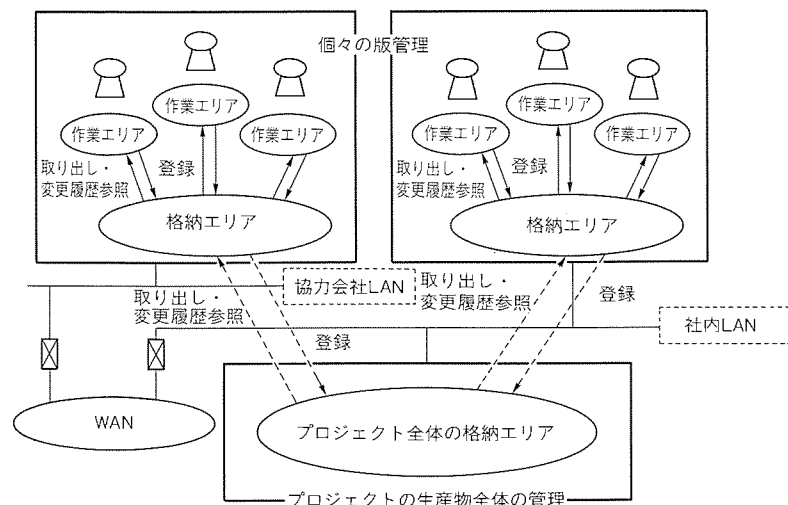 個々の版管理
作業エリア
作業エリア
作業エリア
取り出し・
変更履歴参照
登録
格納エリア
作業エリア
作業エリア
作業エリア
取り出し・
変更履歴参照
登録
格納エリア
協力会社LAN
取り出し・
変更履歴参照
登録
取り出し・
変更履歴参照
登録
社内LAN
WAN
プロジェクト全体の格納エリア
プロジェクトの生産物全体の管理